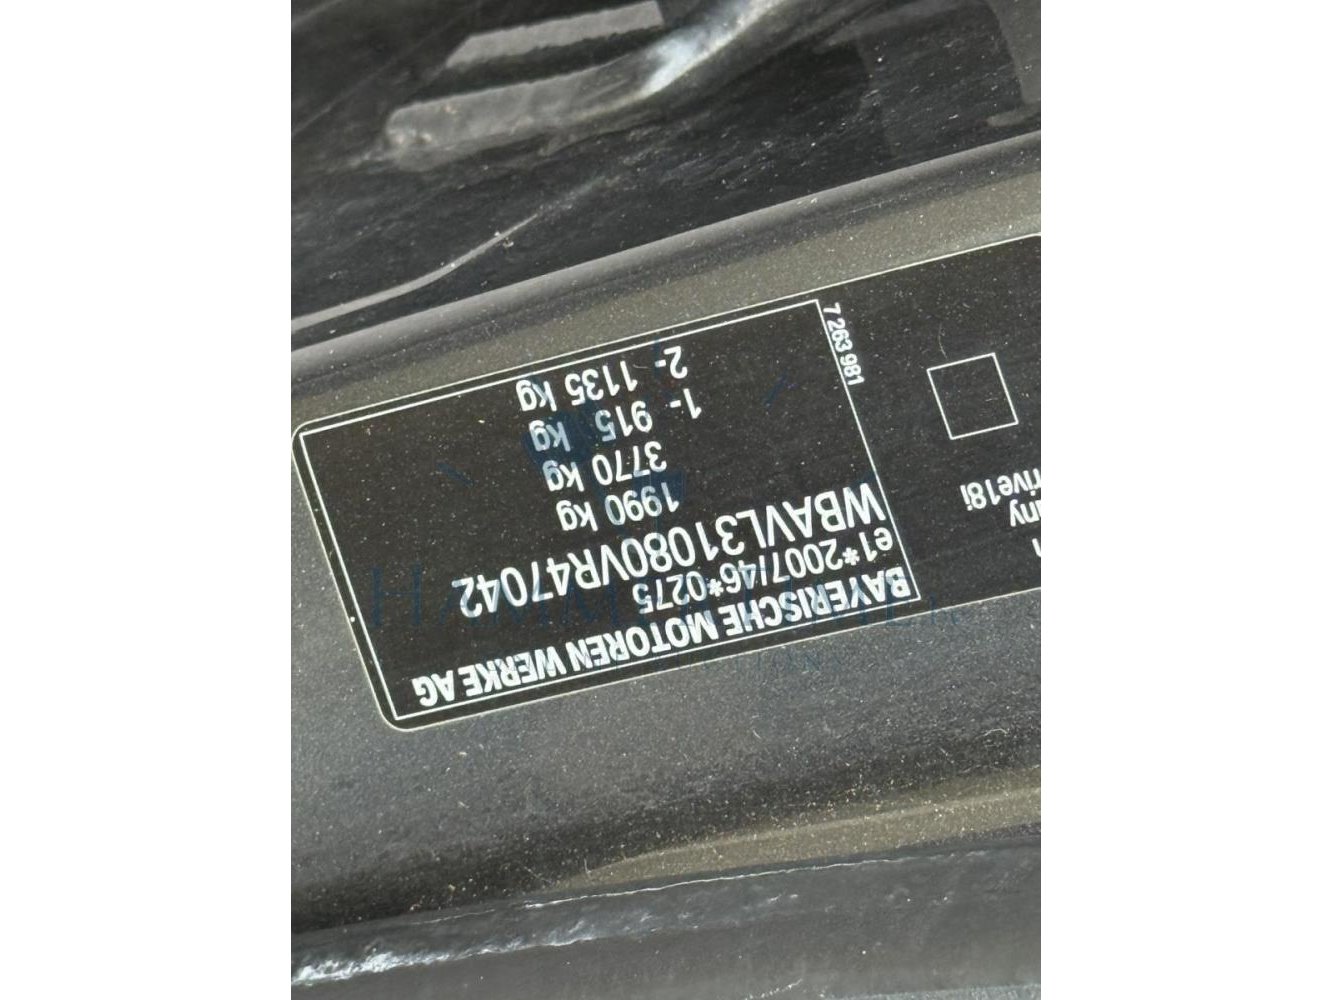 BAYERISCHE MOTOREN WERKE AG
e1*2007/46*0275
WBAVL31080VR47042
1990 kg
3770 kg
1- 915 kg
2- 1135 kg
7 263 981
rive18i